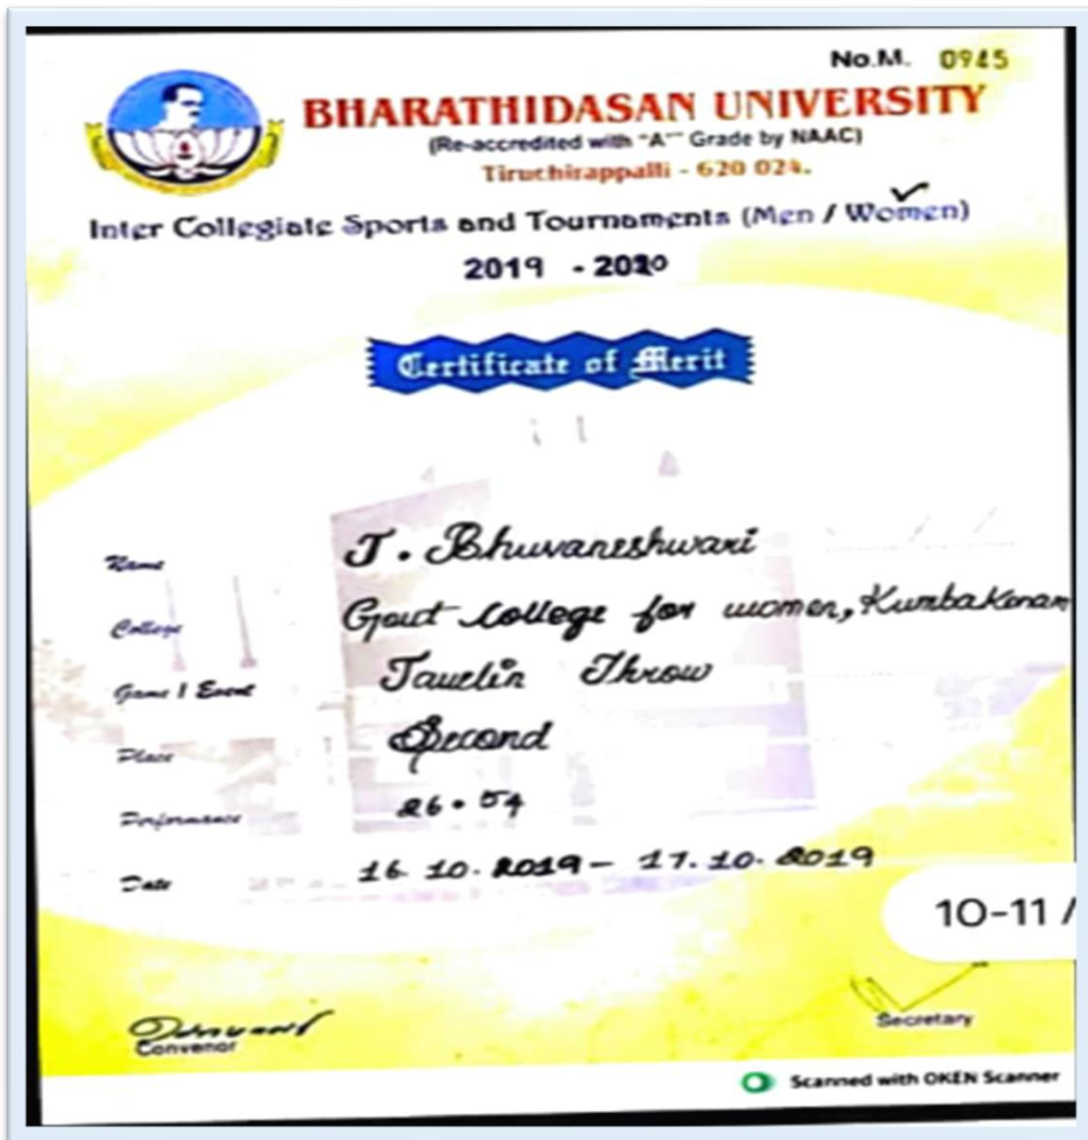 No.M. 0945
BHARATHIDASAN UNIVERSITY
(Re-accredited with "A+" Grade by NAAC)
Tiruchirappalli - 620 024.
Inter Collegiate Sports and Tournaments (Men / Women)
2019 - 2020
Certificate of Merit
Name J. Bhuvaneshwari
College Govt College for women, Kumbakonam
Game / Event Javelin Throw
Place Second
Performance 26.54
Date 16.10.2019 – 17.10.2019
10-11 /
Convenor
Secretary
Scanned with OKEN Scanner